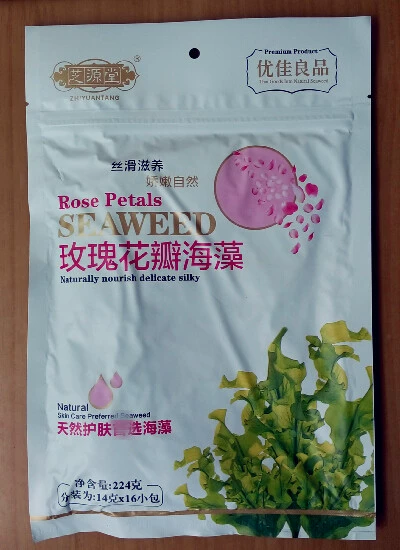 芝源堂®
ZHIYUANTANG
Premium Product
优佳良品
丝滑滋养
娇嫩自然
Rose Petals
SEAWEED
玫瑰花瓣海藻
Naturally nourish delicate silky
Natural
Skin Care Preferred Seaweed
天然护肤首选海藻
净含量:224克
分装为:14克x16小包